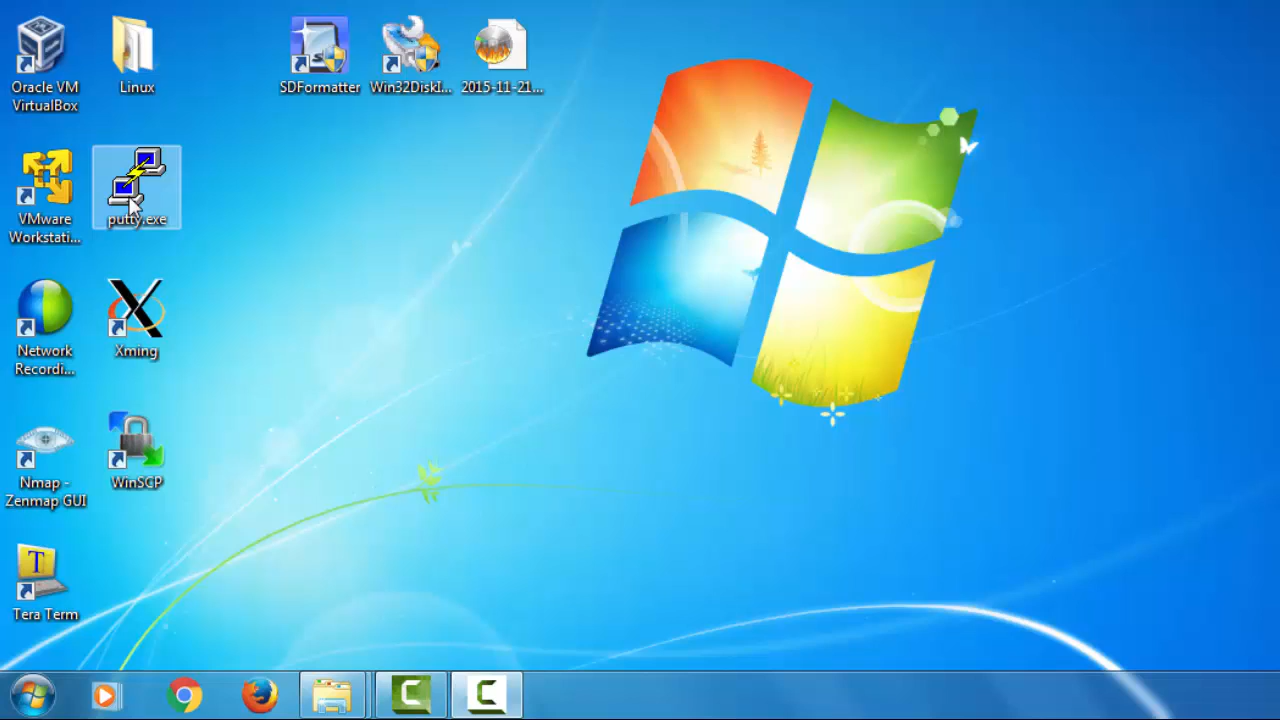 Oracle VM
VirtualBox
Linux
SDFormatter
Win32DiskI...
2015-11-21...
VMware
Workstati...
putty.exe
Network
Recordi...
Xming
Nmap -
Zenmap GUI
WinSCP
T
Tera Term